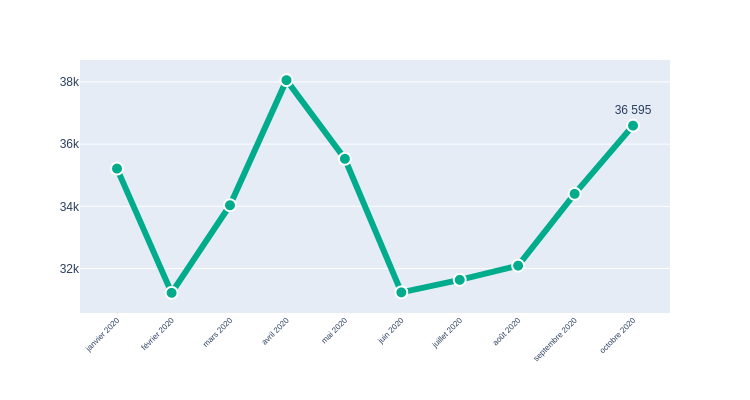 38k
36k
34k
32k
36 595
janvier 2020
février 2020
mars 2020
avril 2020
mai 2020
juin 2020
juillet 2020
août 2020
septembre 2020
octobre 2020